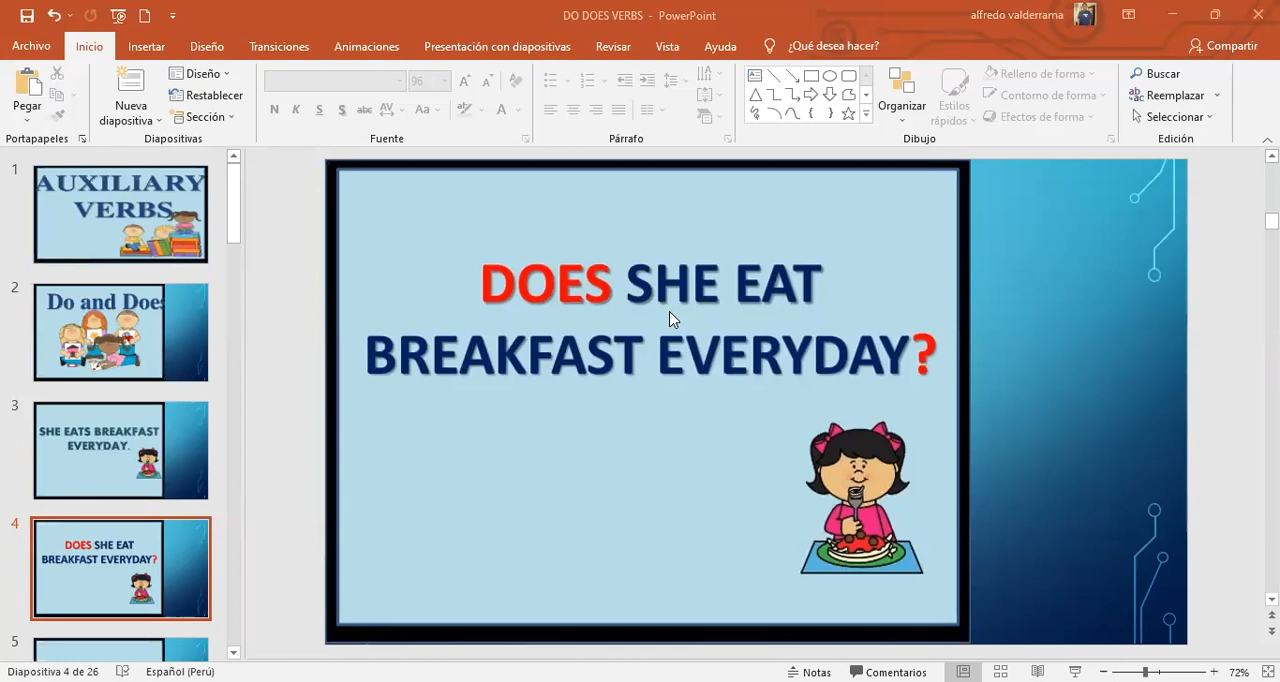 DO DOES VERBS - PowerPoint
alfredo valderrama
Archivo Inicio Insertar Diseño Transiciones Animaciones Presentación con diapositivas Revisar Vista Ayuda ¿Qué desea hacer? Compartir
Pegar
Portapapeles
Nueva diapositiva
Diseño
Restablecer
Sección
Diapositivas
96
N K S S abc AV Aa A
Fuente
Párrafo
Organizar
Estilos rápidos
Relleno de forma
Contorno de forma
Efectos de forma
Dibujo
Buscar
Reemplazar
Seleccionar
Edición
1
AUXILIARY
VERBS
2
Do and Does
3
SHE EATS BREAKFAST
EVERYDAY.
4
DOES SHE EAT
BREAKFAST EVERYDAY?
5
DOES SHE EAT
BREAKFAST EVERYDAY?
Diapositiva 4 de 26 Español (Perú) Notas Comentarios 72%